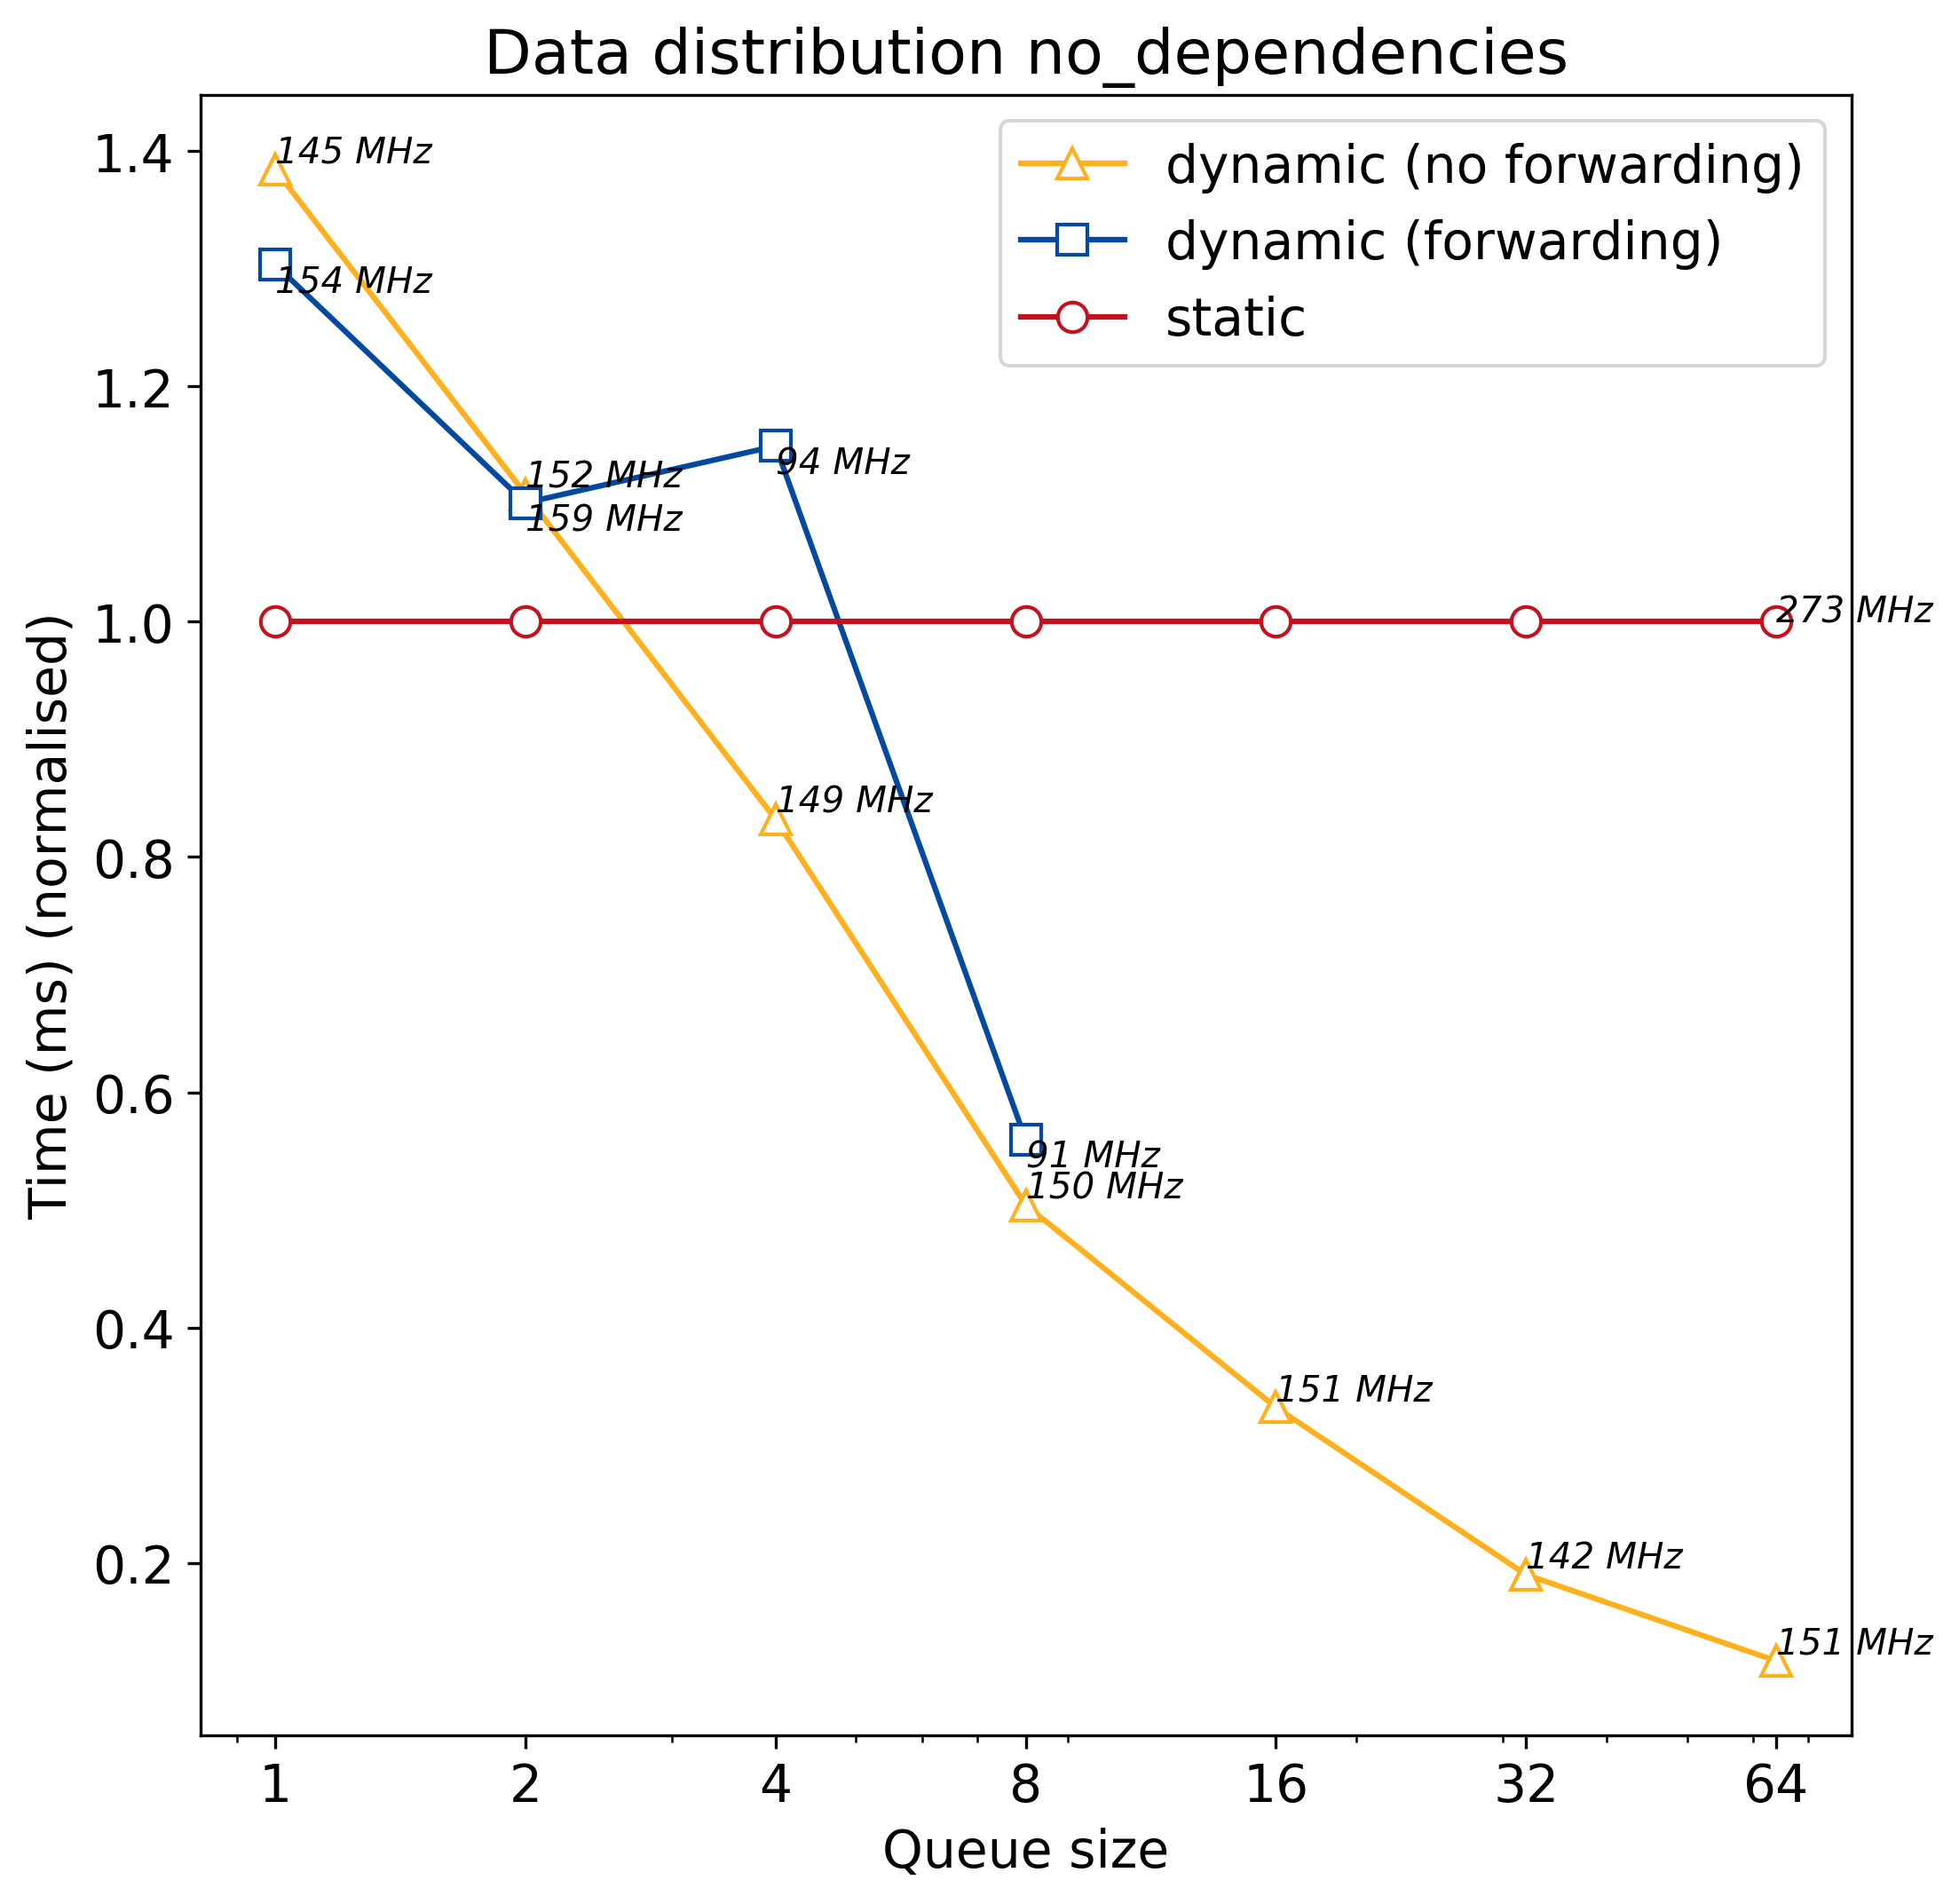 Data distribution no_dependencies
dynamic (no forwarding)
dynamic (forwarding)
static
145 MHz
154 MHz
152 MHz
159 MHz
94 MHz
273 MHz
149 MHz
91 MHz
150 MHz
151 MHz
142 MHz
151 MHz
Time (ms) (normalised)
1.4
1.2
1.0
0.8
0.6
0.4
0.2
1 2 4 8 16 32 64
Queue size